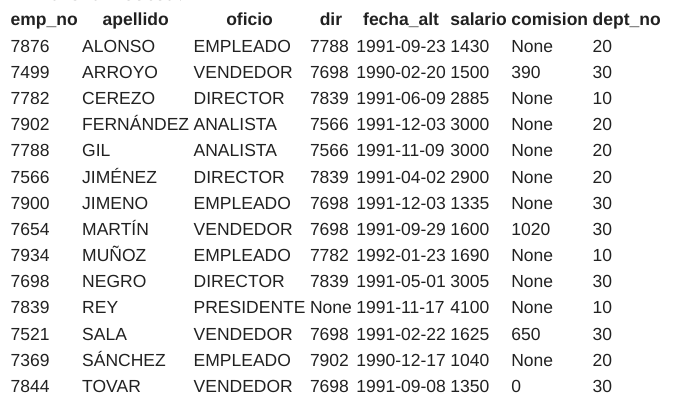 emp_no apellido oficio dir fecha_alt salario comision dept_no
7876 ALONSO EMPLEADO 7788 1991-09-23 1430 None 20
7499 ARROYO VENDEDOR 7698 1990-02-20 1500 390 30
7782 CEREZO DIRECTOR 7839 1991-06-09 2885 None 10
7902 FERNÁNDEZ ANALISTA 7566 1991-12-03 3000 None 20
7788 GIL ANALISTA 7566 1991-11-09 3000 None 20
7566 JIMÉNEZ DIRECTOR 7839 1991-04-02 2900 None 20
7900 JIMENO EMPLEADO 7698 1991-12-03 1335 None 30
7654 MARTÍN VENDEDOR 7698 1991-09-29 1600 1020 30
7934 MUÑOZ EMPLEADO 7782 1992-01-23 1690 None 10
7698 NEGRO DIRECTOR 7839 1991-05-01 3005 None 30
7839 REY PRESIDENTE None 1991-11-17 4100 None 10
7521 SALA VENDEDOR 7698 1991-02-22 1625 650 30
7369 SÁNCHEZ EMPLEADO 7902 1990-12-17 1040 None 20
7844 TOVAR VENDEDOR 7698 1991-09-08 1350 0 30